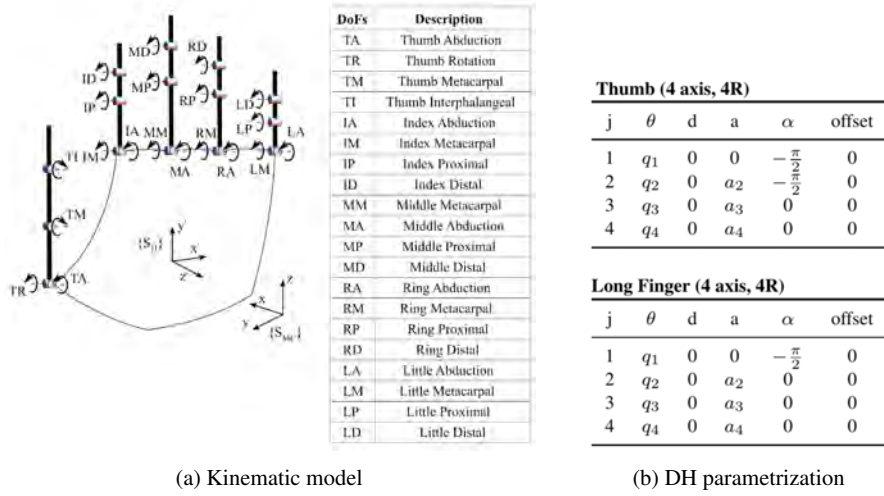 MD
RD
ID
MP
RP
LD
IP
LP
IA MM RM LA
TI IM
MA RA LM
TM
y
x
z
TR TA
z
x
y
DoFs Description
TA Thumb Abduction
TR Thumb Rotation
TM Thumb Metacarpal
TI Thumb Interphalangeal
IA Index Abduction
IM Index Metacarpal
IP Index Proximal
ID Index Distal
MM Middle Metacarpal
MA Middle Abduction
MP Middle Proximal
MD Middle Distal
RA Ring Abduction
RM Ring Metacarpal
RP Ring Proximal
RD Ring Distal
LA Little Abduction
LM Little Metacarpal
LP Little Proximal
LD Little Distal
(a) Kinematic model
Thumb (4 axis, 4R)
j θ d a α offset
1 q₁ 0 0 −π/2 0
2 q₂ 0 a₂ −π/2 0
3 q₃ 0 a₃ 0 0
4 q₄ 0 a₄ 0 0
Long Finger (4 axis, 4R)
j θ d a α offset
1 q₁ 0 0 −π/2 0
2 q₂ 0 a₂ 0 0
3 q₃ 0 a₃ 0 0
4 q₄ 0 a₄ 0 0
(b) DH parametrization